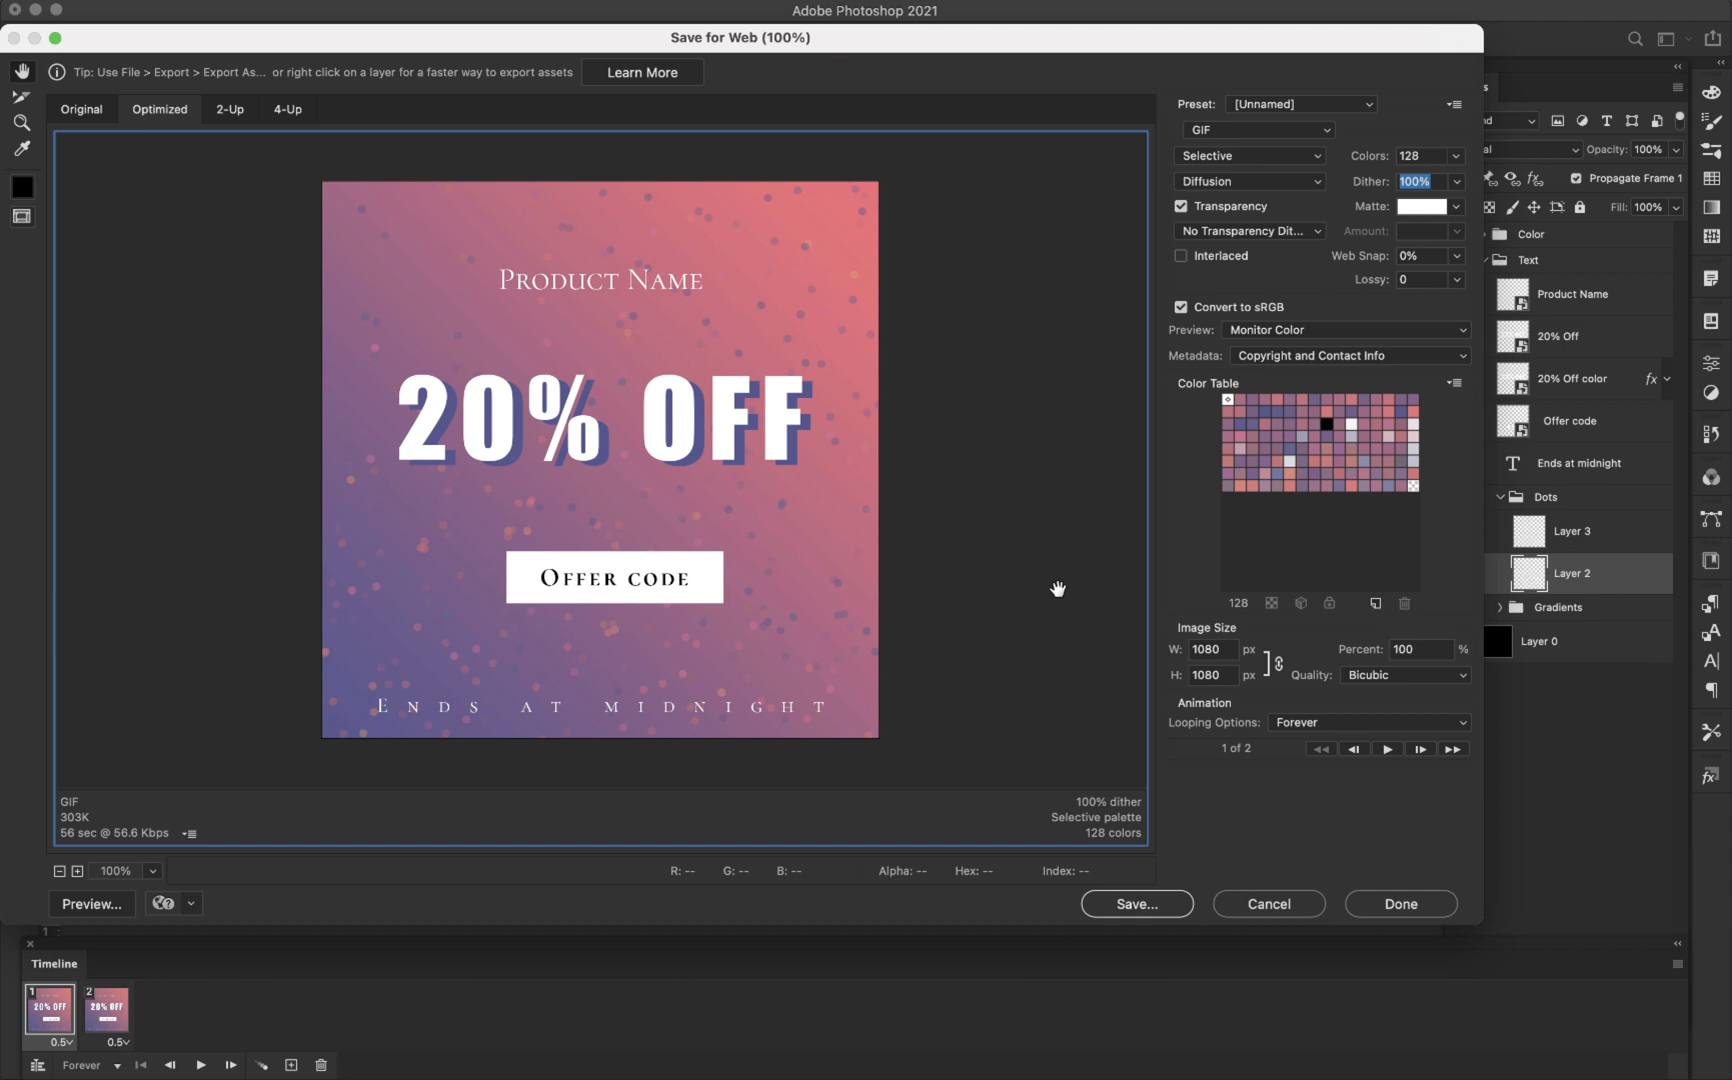 Adobe Photoshop 2021
Save for Web (100%)
Tip: Use File > Export > Export As... or right click on a layer for a faster way to export assets
Learn More
Original
Optimized
2-Up
4-Up
Preset:
[Unnamed]
GIF
Selective
Colors:
128
Diffusion
Dither:
100%
Transparency
Matte:
No Transparency Dit...
Amount:
Interlaced
Web Snap:
0%
Lossy:
0
Convert to sRGB
Preview:
Monitor Color
Metadata:
Copyright and Contact Info
Color Table
128
Image Size
W:
1080
px
Percent:
100
%
H:
1080
px
Quality:
Bicubic
Animation
Looping Options:
Forever
1 of 2
Product Name
20% OFF
Offer code
Ends at midnight
GIF
303K
56 sec @ 56.6 Kbps
100% dither
Selective palette
128 colors
100%
R: --
G: --
B: --
Alpha: --
Hex: --
Index: --
Preview...
Save...
Cancel
Done
Opacity:
100%
Propagate Frame 1
Fill:
100%
Color
Text
Product Name
20% Off
20% Off color
fx
Offer code
Ends at midnight
Dots
Layer 3
Layer 2
Gradients
Layer 0
Timeline
1
20% OFF
0.5
2
20% OFF
0.5
Forever